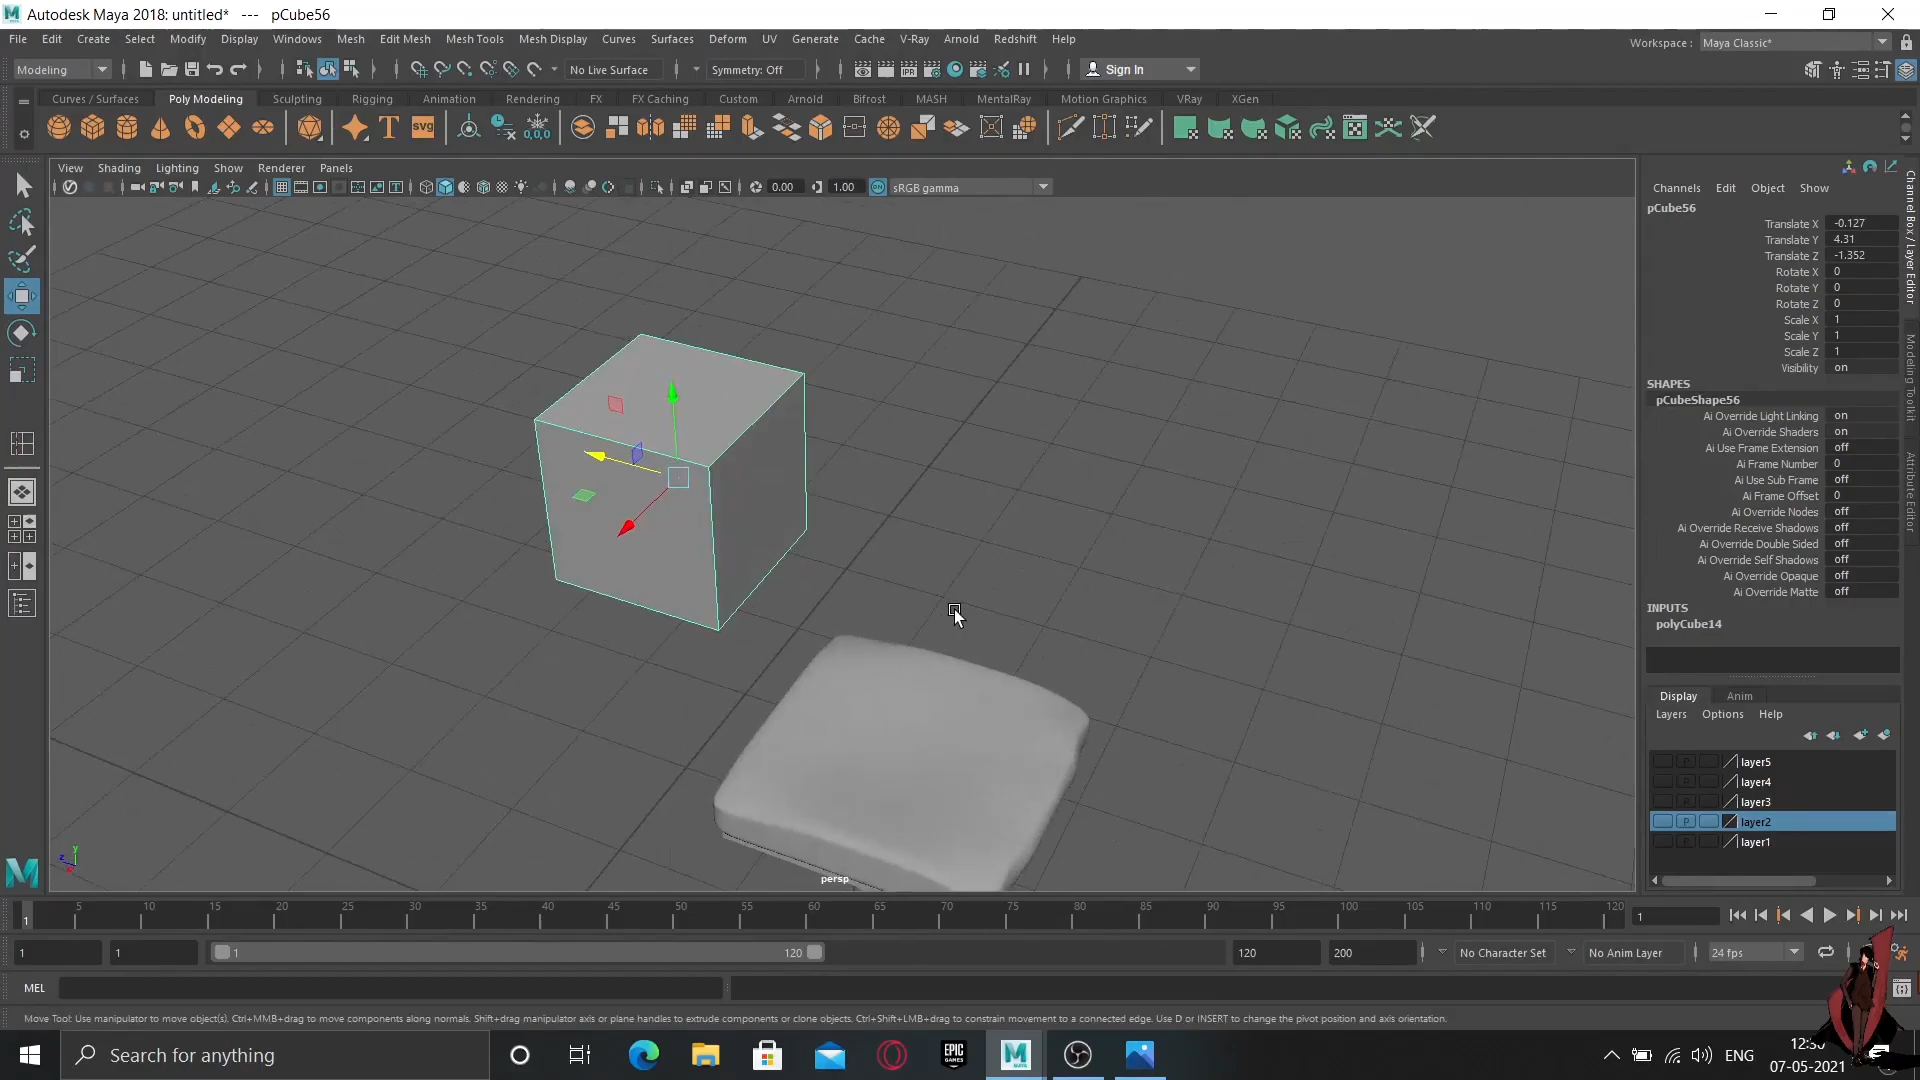 Autodesk Maya 2018: untitled* --- pCube56
File Edit Create Select Modify Display Windows Mesh Edit Mesh Mesh Tools Mesh Display Curves Surfaces Deform UV Generate Cache V-Ray Arnold Redshift Help
Workspace : Maya Classic*
Modeling No Live Surface Symmetry: Off Sign In
Curves / Surfaces Poly Modeling Sculpting Rigging Animation Rendering FX FX Caching Custom Arnold Bifrost MASH MentalRay Motion Graphics VRay XGen
View Shading Lighting Show Renderer Panels
0.00 1.00 sRGB gamma
Channels Edit Object Show
pCube56
Translate X -0.127
Translate Y 4.31
Translate Z -1.352
Rotate X 0
Rotate Y 0
Rotate Z 0
Scale X 1
Scale Y 1
Scale Z 1
Visibility on
SHAPES
pCubeShape56
Ai Override Light Linking on
Ai Override Shaders on
Ai Use Frame Extension off
Ai Frame Number 0
Ai Use Sub Frame off
Ai Frame Offset 0
Ai Override Nodes off
Ai Override Receive Shadows off
Ai Override Double Sided off
Ai Override Self Shadows off
Ai Override Opaque off
Ai Override Matte off
INPUTS
polyCube14
Channel Box / Layer Editor
Modeling Toolkit
Attribute Editor
Display Anim
Layers Options Help
P layer5
P layer4
P layer3
P layer2
P layer1
persp
1 5 10 15 20 25 30 35 40 45 50 55 60 65 70 75 80 85 90 95 100 105 110 115 120 1
1 1 1 120 120 200 No Character Set No Anim Layer 24 fps
MEL
Move Tool: Use manipulator to move object(s). Ctrl+MMB+drag to move components along normals. Shift+drag manipulator axis or plane handles to extrude components or clone objects. Ctrl+Shift+LMB+drag to constrain movement to a connected edge. Use D or INSERT to change the pivot position and axis orientation.
Search for anything
ENG
07-05-2021